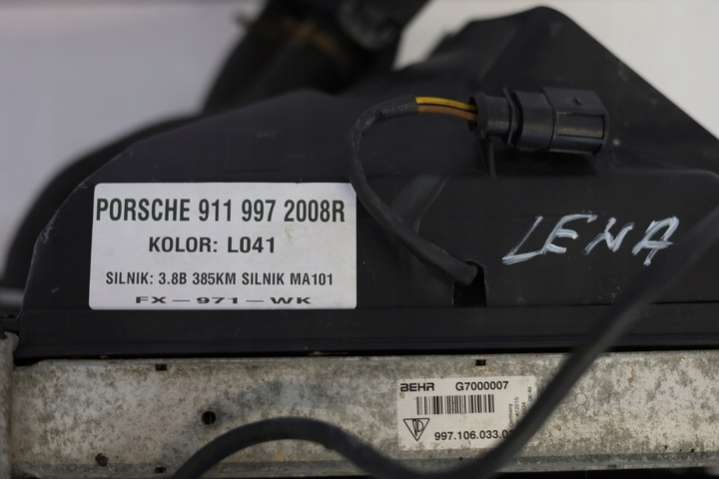 PORSCHE 911 997 2008R
KOLOR: L041
SILNIK: 3.8B 385KM SILNIK MA101
FX-971-WK
LENA
BEHR G7000007
997.106.033.0